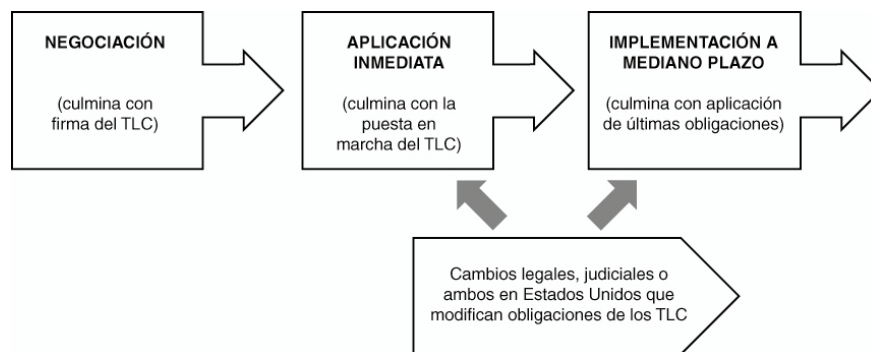 NEGOCIACIÓN
(culmina con
firma del TLC)
APLICACIÓN
INMEDIATA
(culmina con la
puesta en
marcha del TLC)
IMPLEMENTACIÓN A
MEDIANO PLAZO
(culmina con aplicación
de últimas obligaciones)
Cambios legales, judiciales o
ambos en Estados Unidos que
modifican obligaciones de los TLC